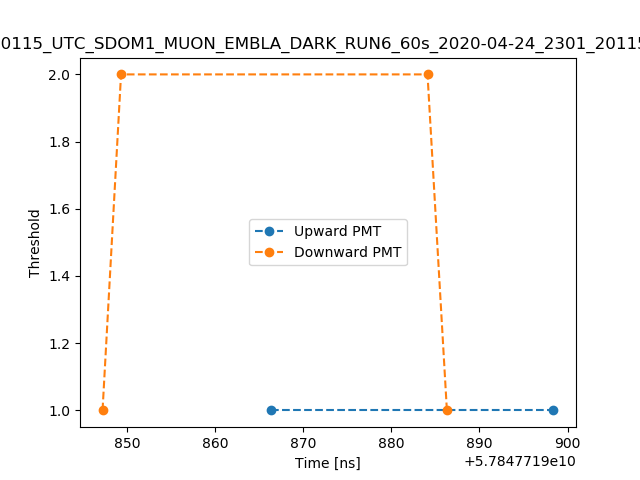 0115_UTC_SDOM1_MUON_EMBLA_DARK_RUN6_60s_2020-04-24_2301_20115
2.0
1.8
1.6
1.4
1.2
1.0
Threshold
Upward PMT
Downward PMT
850 860 870 880 890 900
Time [ns]
+5.7847719e10